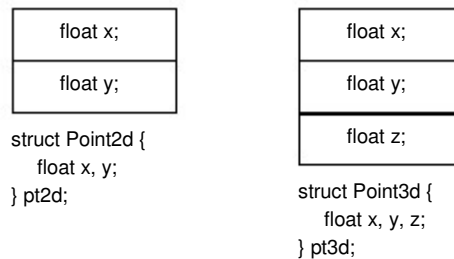 float x;
float y;
struct Point2d {
float x, y;
} pt2d;
float x;
float y;
float z;
struct Point3d {
float x, y, z;
} pt3d;